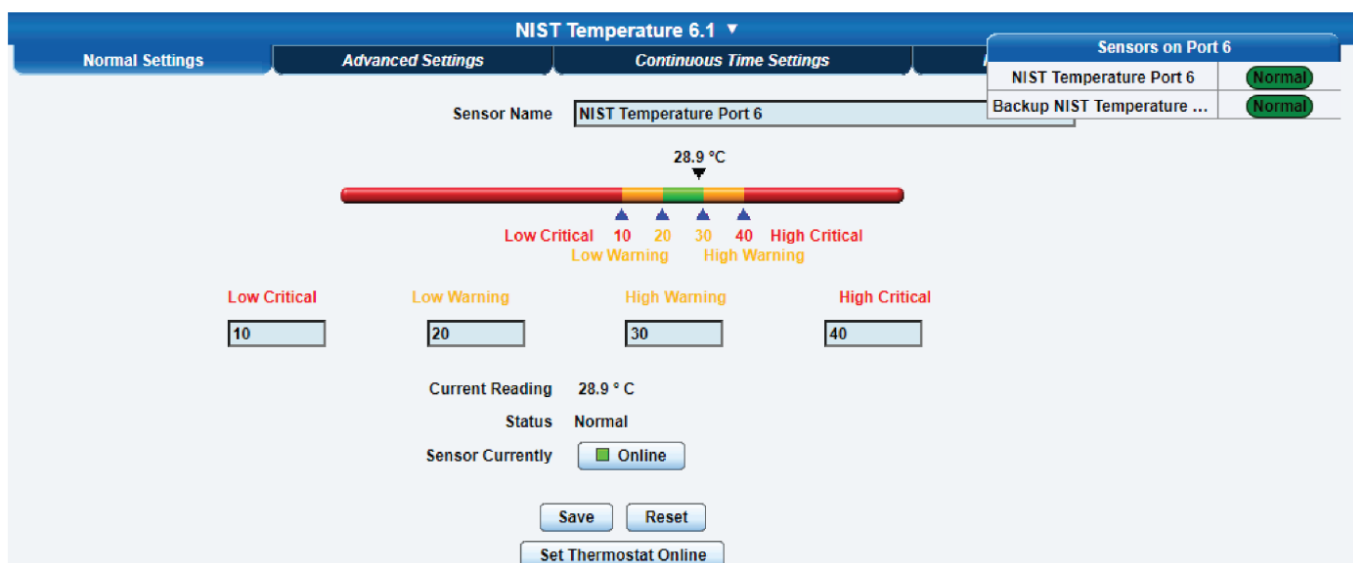 NIST Temperature 6.1 ▼
Normal Settings Advanced Settings Continuous Time Settings
Sensors on Port 6
NIST Temperature Port 6 Normal
Backup NIST Temperature ... Normal
Sensor Name NIST Temperature Port 6
28.9 °C
Low Critical 10 20 30 40 High Critical
Low Warning High Warning
Low Critical Low Warning High Warning High Critical
10 20 30 40
Current Reading 28.9 ° C
Status Normal
Sensor Currently Online
Save Reset
Set Thermostat Online